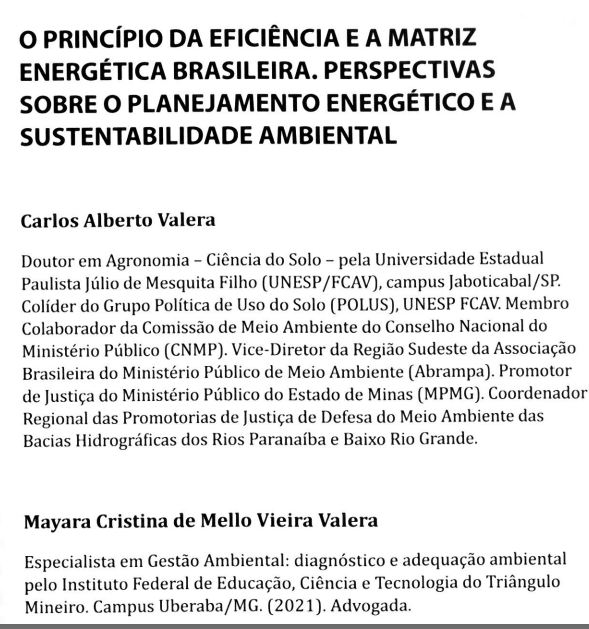 O PRINCÍPIO DA EFICIÊNCIA E A MATRIZ
ENERGÉTICA BRASILEIRA. PERSPECTIVAS
SOBRE O PLANEJAMENTO ENERGÉTICO E A
SUSTENTABILIDADE AMBIENTAL
Carlos Alberto Valera
Doutor em Agronomia – Ciência do Solo – pela Universidade Estadual
Paulista Júlio de Mesquita Filho (UNESP/FCAV), campus Jaboticabal/SP.
Colíder do Grupo Política de Uso do Solo (POLUS), UNESP FCAV. Membro
Colaborador da Comissão de Meio Ambiente do Conselho Nacional do
Ministério Público (CNMP). Vice-Diretor da Região Sudeste da Associação
Brasileira do Ministério Público de Meio Ambiente (Abrampa). Promotor
de Justiça do Ministério Público do Estado de Minas (MPMG). Coordenador
Regional das Promotorias de Justiça de Defesa do Meio Ambiente das
Bacias Hidrográficas dos Rios Paranaíba e Baixo Rio Grande.
Mayara Cristina de Mello Vieira Valera
Especialista em Gestão Ambiental: diagnóstico e adequação ambiental
pelo Instituto Federal de Educação, Ciência e Tecnologia do Triângulo
Mineiro. Campus Uberaba/MG. (2021). Advogada.